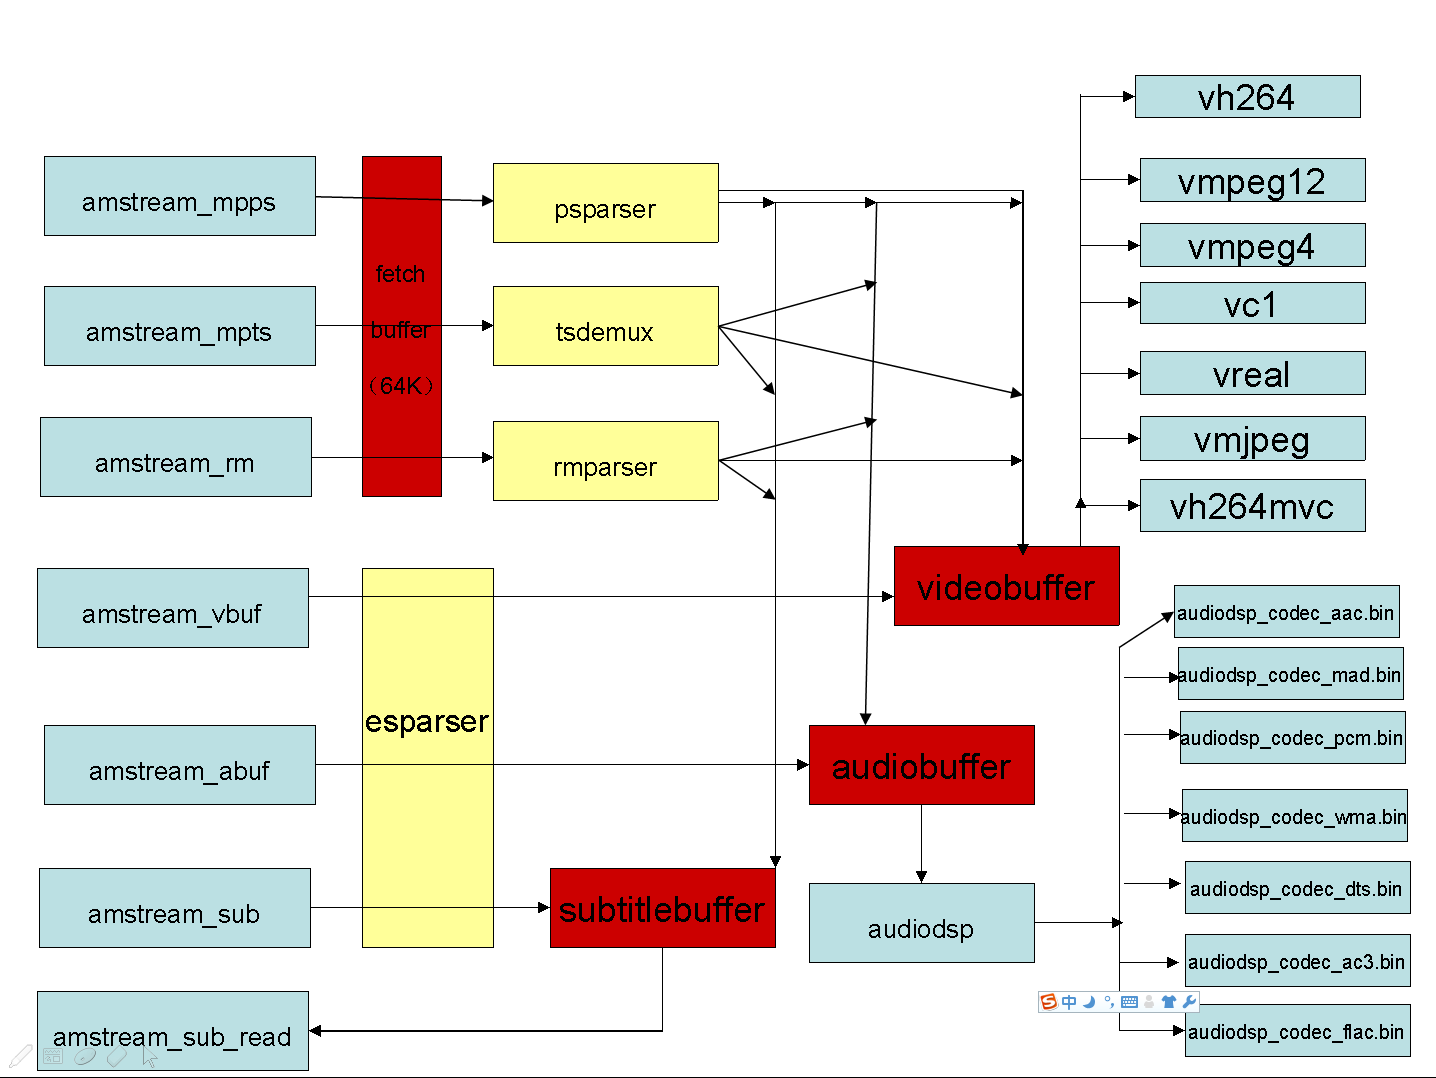 amstream_mpps
amstream_mpts
amstream_rm
fetch
buffer
（64K）
psparser
tsdemux
rmparser
vh264
vmpeg12
vmpeg4
vc1
vreal
vmjpeg
vh264mvc
amstream_vbuf
amstream_abuf
amstream_sub
amstream_sub_read
esparser
videobuffer
audiobuffer
subtitlebuffer
audiodsp
audiodsp_codec_aac.bin
audiodsp_codec_mad.bin
audiodsp_codec_pcm.bin
audiodsp_codec_wma.bin
audiodsp_codec_dts.bin
audiodsp_codec_ac3.bin
S 中
audiodsp_codec_flac.bin